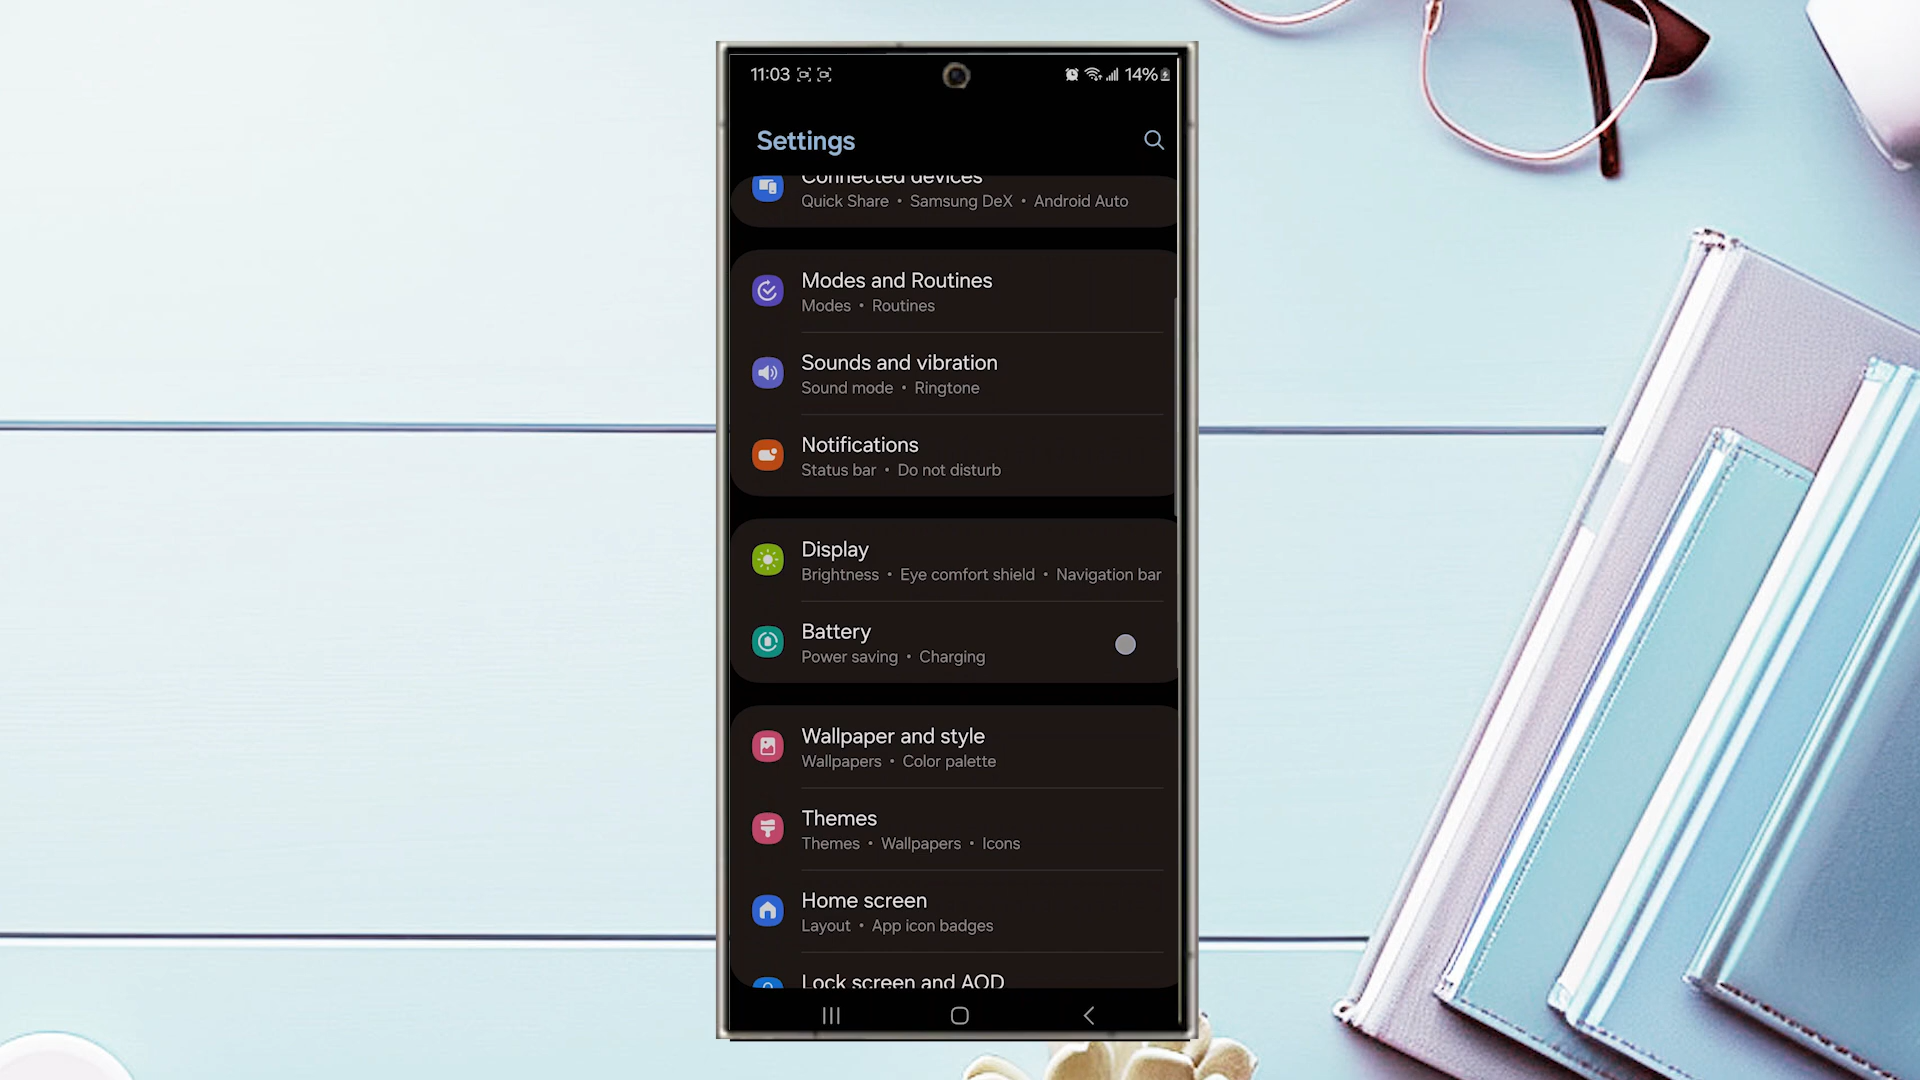 11:03
14%
Settings
Connected devices
Quick Share • Samsung DeX • Android Auto
Modes and Routines
Modes • Routines
Sounds and vibration
Sound mode • Ringtone
Notifications
Status bar • Do not disturb
Display
Brightness • Eye comfort shield • Navigation bar
Battery
Power saving • Charging
Wallpaper and style
Wallpapers • Color palette
Themes
Themes • Wallpapers • Icons
Home screen
Layout • App icon badges
Lock screen and AOD